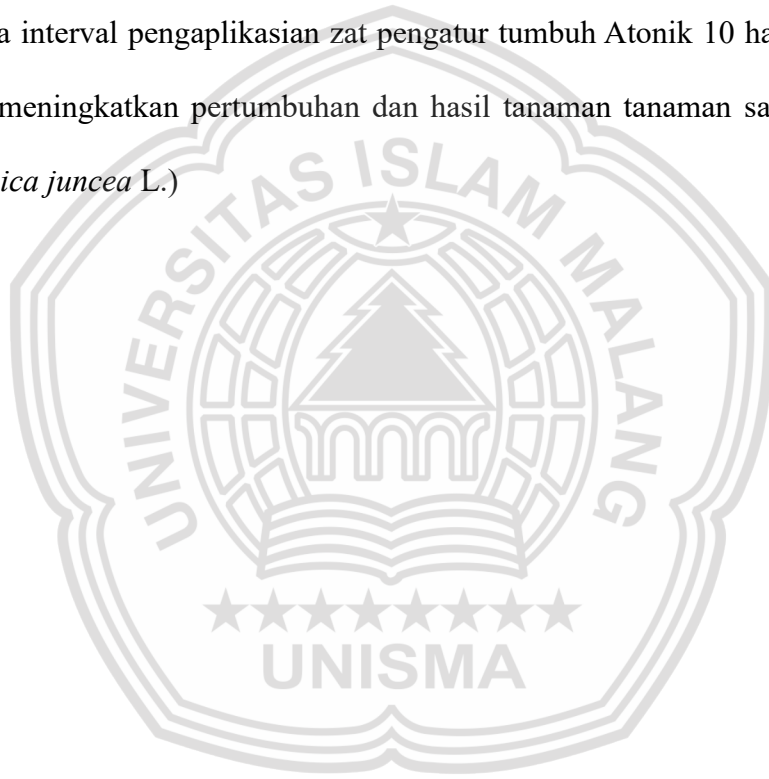 a interval pengaplikasian zat pengatur tumbuh Atonik 10 ha
meningkatkan pertumbuhan dan hasil tanaman tanaman sa
ica juncea L.)
UNIVERSITAS ISLAM MALANG
UNISMA